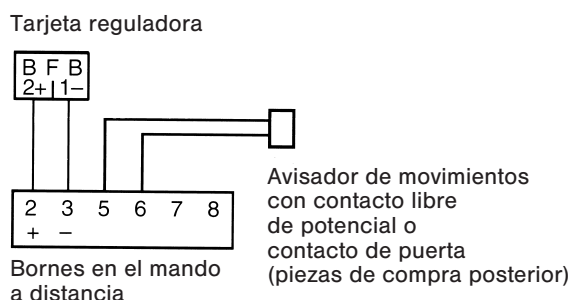 Tarjeta reguladora
B F B
2+ | 1–
2 3 5 6 7 8
+ –
Avisador de movimientos
con contacto libre
de potencial o
contacto de puerta
(piezas de compra posterior)
Bornes en el mando
a distancia